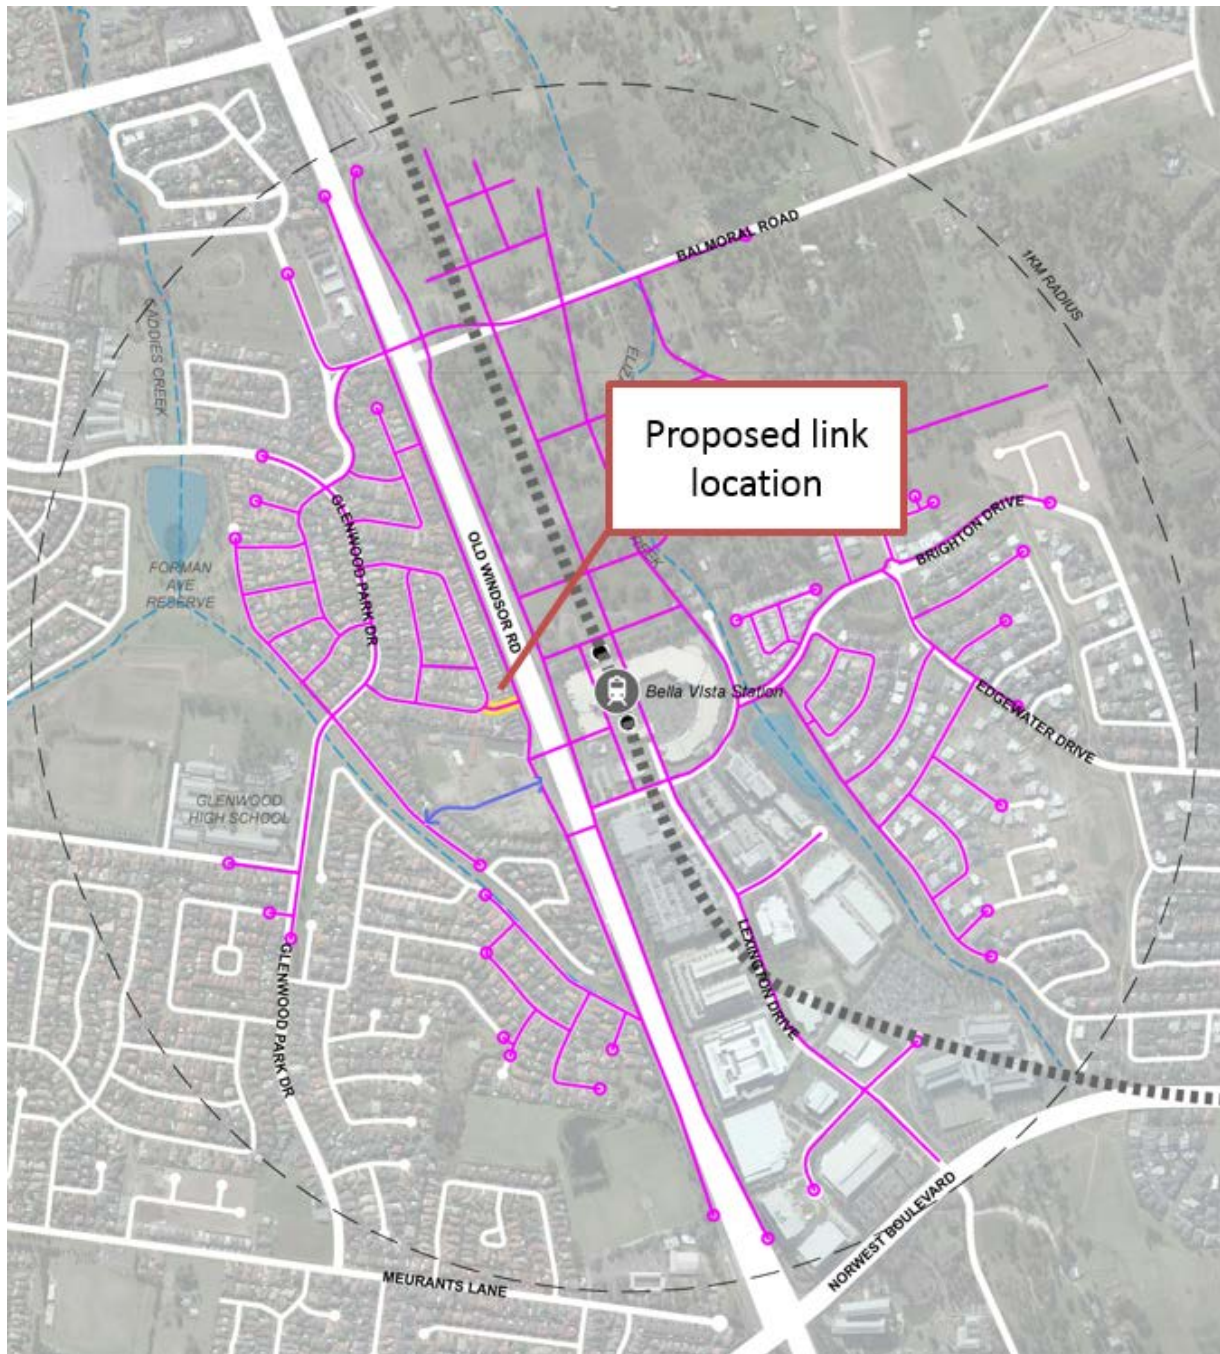 BALMORAL ROAD
1KM RADIUS
CADDIES CREEK
Proposed link
location
GLENWOOD PARK DR
OLD WINDSOR RD
BRIGHTON DRIVE
FORMAN
AVE
RESERVE
Bella Vista Station
EDGEWATER DRIVE
GLENWOOD
HIGH SCHOOL
LEXINGTON DRIVE
GLENWOOD PARK DR
NORWEST BOULEVARD
MEURANTS LANE